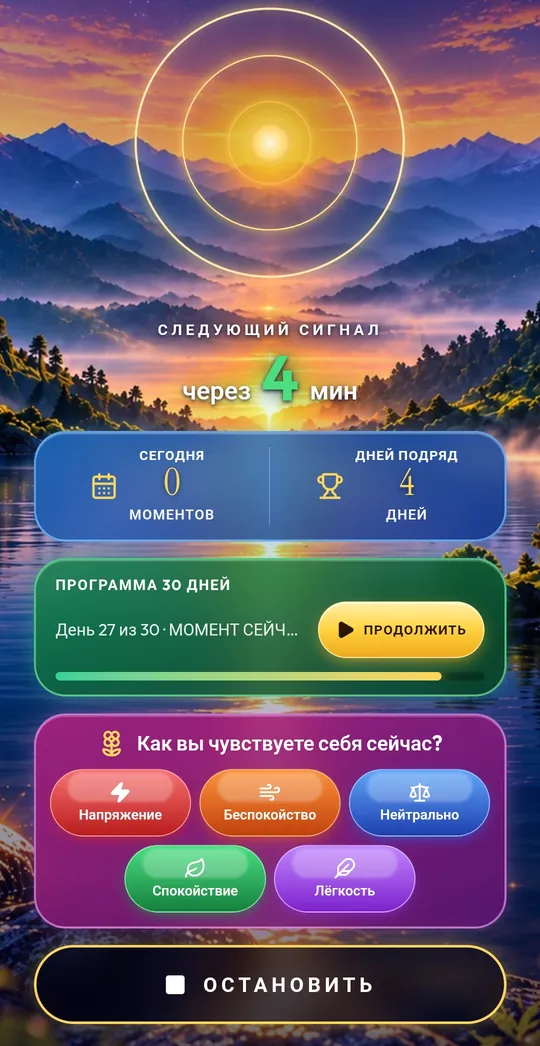 СЛЕДУЮЩИЙ СИГНАЛ
через 4 мин
СЕГОДНЯ
0
МОМЕНТОВ
ДНЕЙ ПОДРЯД
4
ДНЕЙ
ПРОГРАММА 30 ДНЕЙ
День 27 из 30 · МОМЕНТ СЕЙЧ...
ПРОДОЛЖИТЬ
Как вы чувствуете себя сейчас?
Напряжение
Беспокойство
Нейтрально
Спокойствие
Лёгкость
ОСТАНОВИТЬ